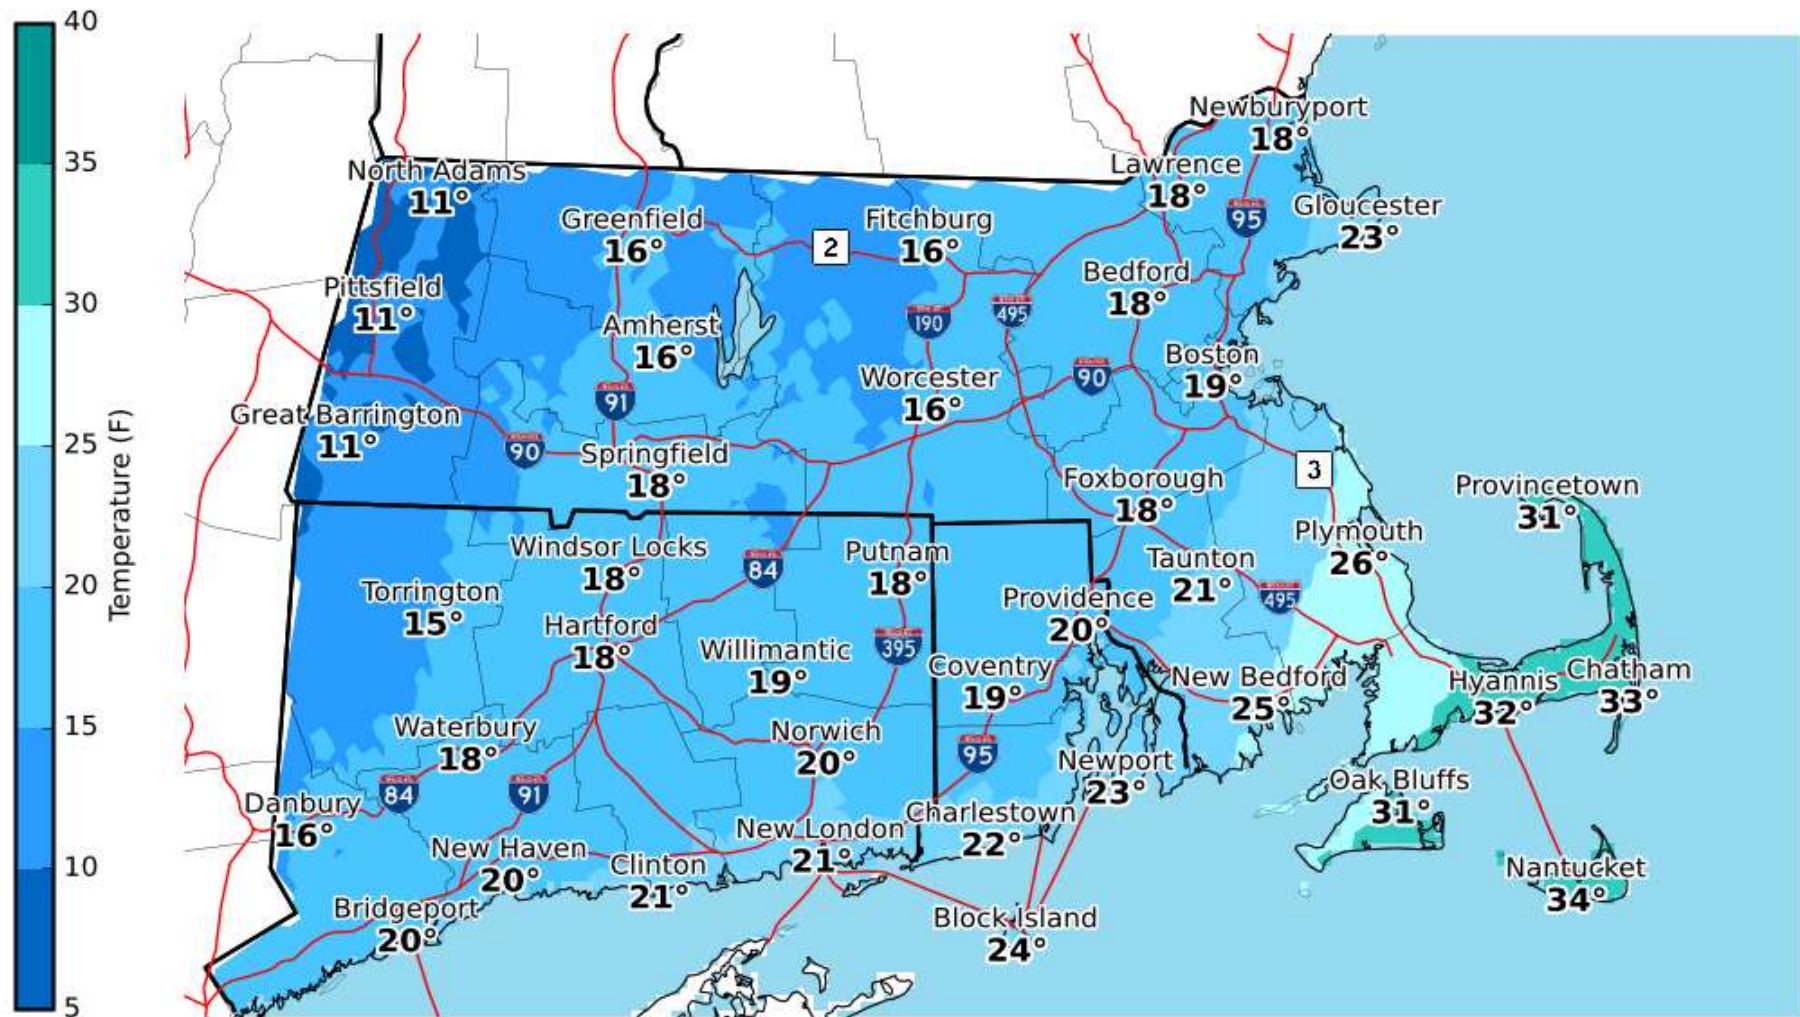 40
35
30
25
20
15
10
5
Temperature (F)
Newburyport
18°
Lawrence
18°
North Adams
11°
95
Gloucester
23°
Greenfield
16°
2
Fitchburg
16°
Bedford
18°
Pittsfield
11°
190
495
Amherst
16°
Boston
19°
Worcester
16°
90
91
Great Barrington
11°
90
Springfield
18°
3
Foxborough
18°
Provincetown
31°
Plymouth
26°
Windsor Locks
18°
84
Putnam
18°
Taunton
21°
Torrington
15°
Providence
20°
495
Hartford
18°
Willimantic
19°
395
Coventry
19°
New Bedford
25°
Hyannis
32°
Chatham
33°
Waterbury
18°
Norwich
20°
95
Newport
23°
Oak Bluffs
31°
84
91
Danbury
16°
Charlestown
22°
New London
21°
New Haven
20°
Clinton
21°
Nantucket
34°
Bridgeport
20°
Block Island
24°